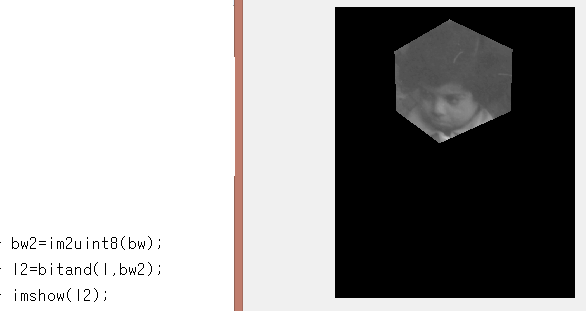 bw2=im2uint8(bw);
I2=bitand(I,bw2);
imshow(I2);